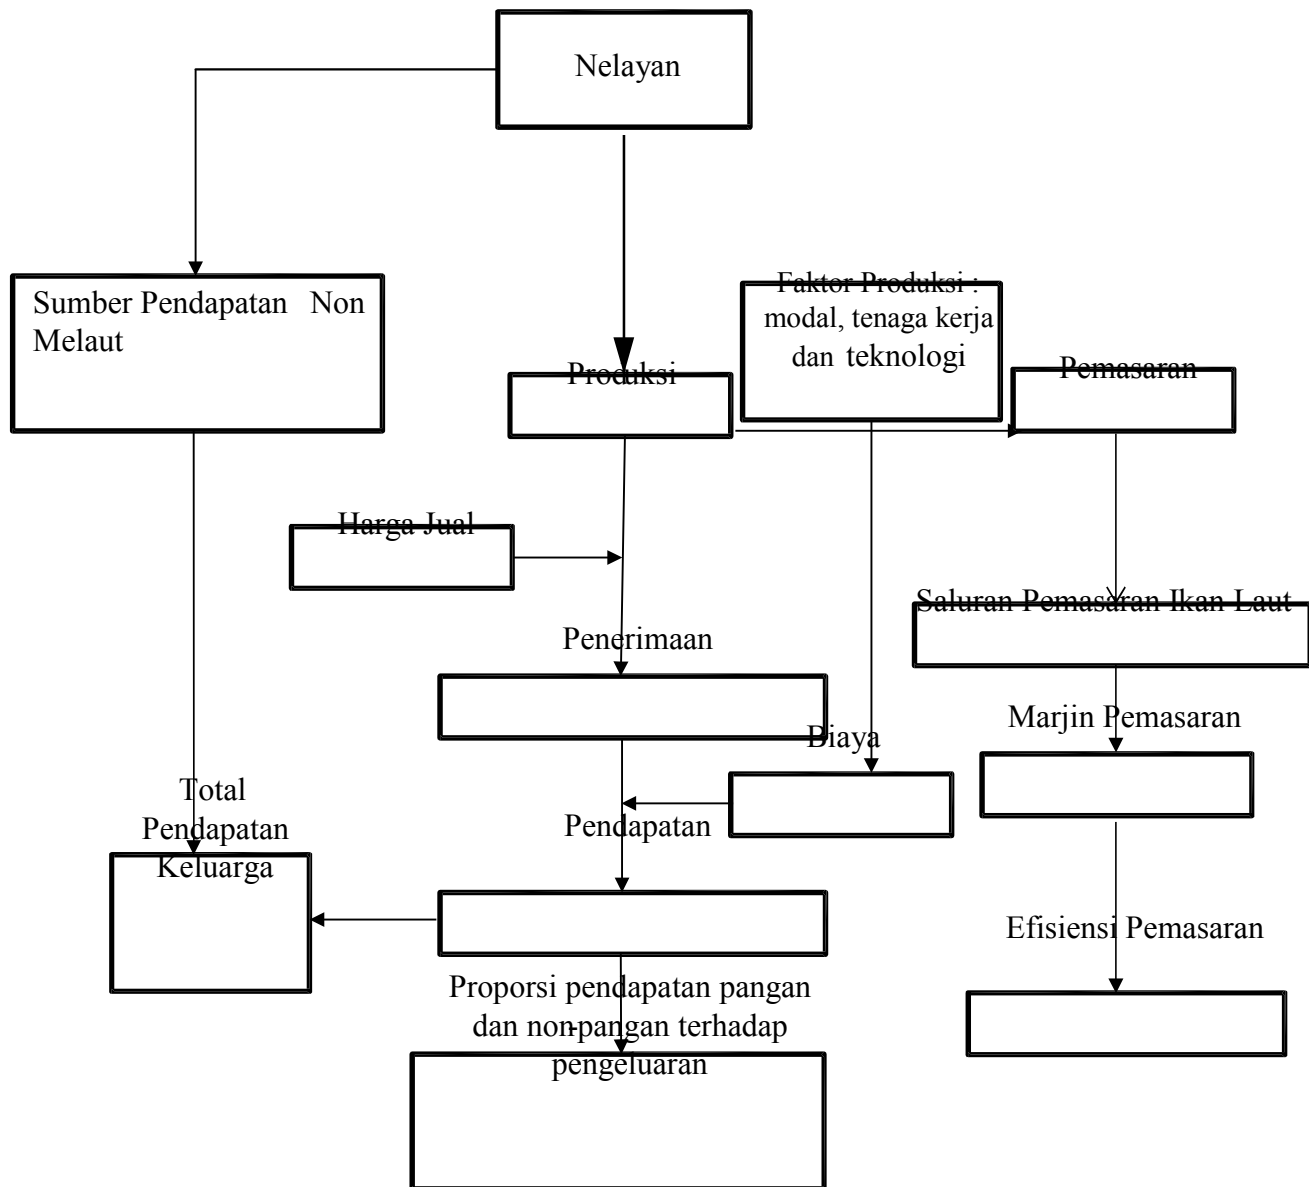 Nelayan
Sumber Pendapatan Non
Melaut
Faktor Produksi :
modal, tenaga kerja
dan teknologi
Produksi
Pemasaran
Harga Jual
Saluran Pemasaran Ikan Laut
Penerimaan
Marjin Pemasaran
Biaya
Total
Pendapatan
Keluarga
Pendapatan
Efisiensi Pemasaran
Proporsi pendapatan pangan
dan non-pangan terhadap
pengeluaran